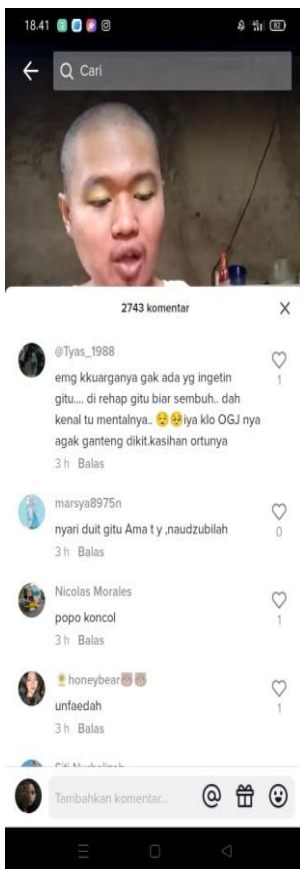 18.41
82
Cari
2743 komentar
@Tyas_1988
emg kkuarganya gak ada yg ingetin
gitu.... di rehap gitu biar sembuh.. dah
kenal tu mentalnya.. 😌🥺iya klo OGJ nya
agak ganteng dikit.kasihan ortunya
1
3 h Balas
marsya8975n
nyari duit gitu Ama t y ,naudzubilah
0
3 h Balas
Nicolas Morales
popo koncol
1
3 h Balas
🌻honeybear🐻🐻
unfaedah
1
3 h Balas
Tambahkan komentar..